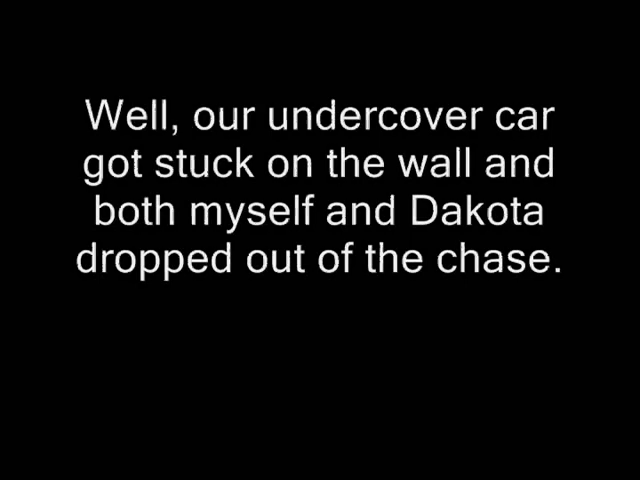 Well, our undercover car
got stuck on the wall and
both myself and Dakota
dropped out of the chase.